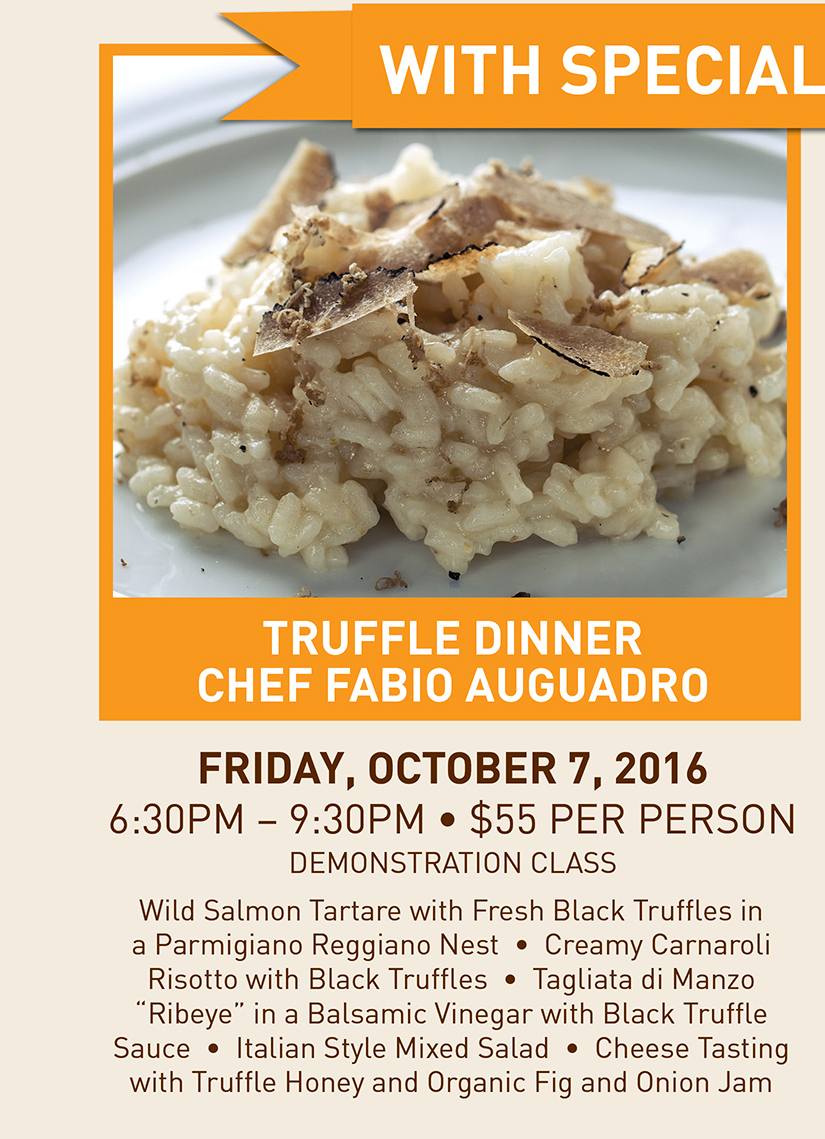 WITH SPECIAL
TRUFFLE DINNER
CHEF FABIO AUGUADRO
FRIDAY, OCTOBER 7, 2016
6:30PM – 9:30PM • $55 PER PERSON
DEMONSTRATION CLASS
Wild Salmon Tartare with Fresh Black Truffles in
a Parmigiano Reggiano Nest • Creamy Carnaroli
Risotto with Black Truffles • Tagliata di Manzo
“Ribeye” in a Balsamic Vinegar with Black Truffle
Sauce • Italian Style Mixed Salad • Cheese Tasting
with Truffle Honey and Organic Fig and Onion Jam